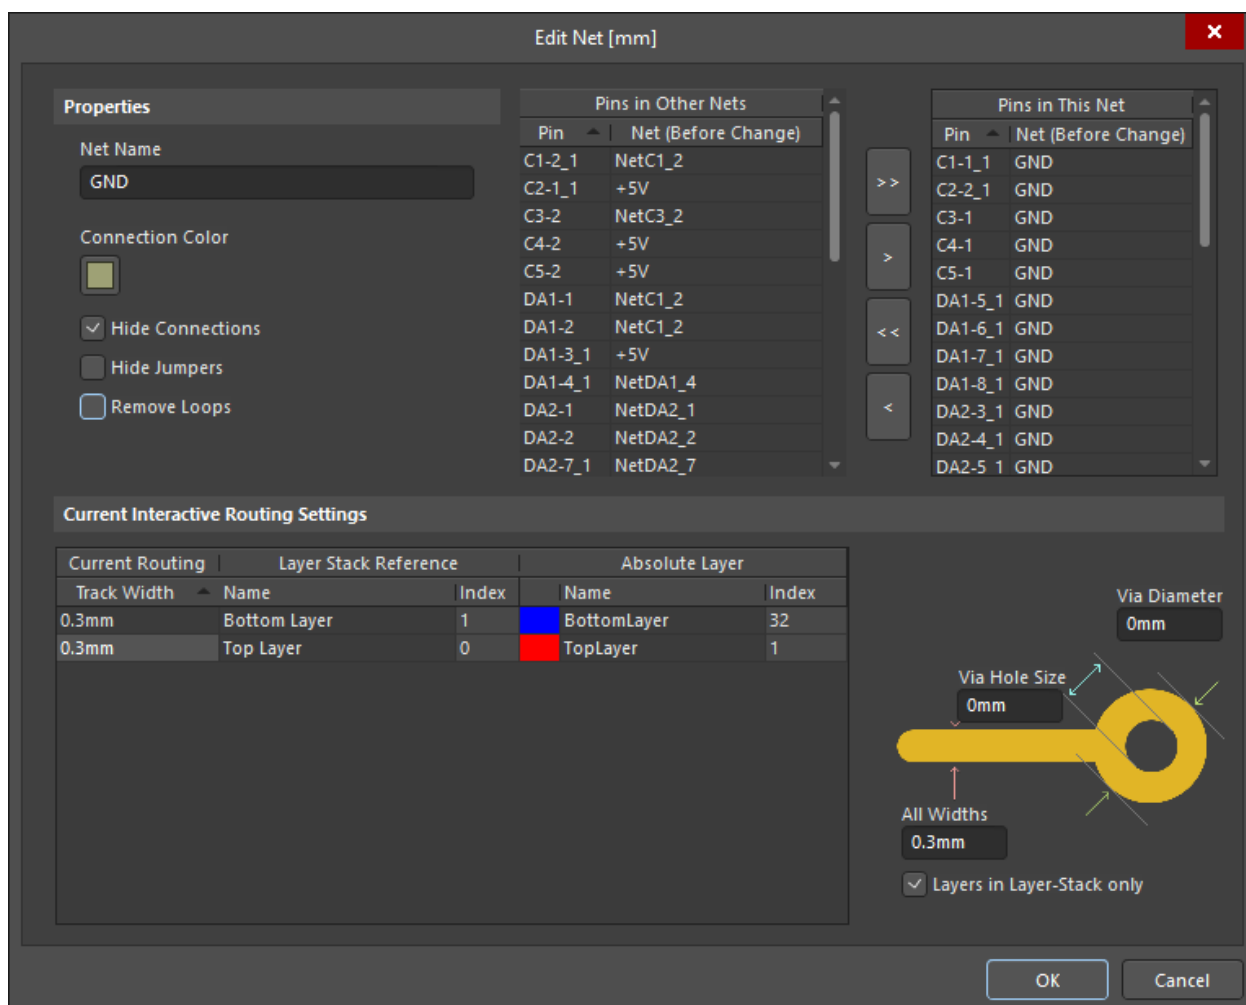 Edit Net [mm]
Properties
Net Name
GND
Connection Color
Hide Connections
Hide Jumpers
Remove Loops
Pins in Other Nets
Pin Net (Before Change)
C1-2_1 NetC1_2
C2-1_1 +5V
C3-2 NetC3_2
C4-2 +5V
C5-2 +5V
DA1-1 NetC1_2
DA1-2 NetC1_2
DA1-3_1 +5V
DA1-4_1 NetDA1_4
DA2-1 NetDA2_1
DA2-2 NetDA2_2
DA2-7_1 NetDA2_7
>>
>
<<
<
Pins in This Net
Pin Net (Before Change)
C1-1_1 GND
C2-2_1 GND
C3-1 GND
C4-1 GND
C5-1 GND
DA1-5_1 GND
DA1-6_1 GND
DA1-7_1 GND
DA1-8_1 GND
DA2-3_1 GND
DA2-4_1 GND
DA2-5_1 GND
Current Interactive Routing Settings
Current Routing Layer Stack Reference Absolute Layer
Track Width Name Index Name Index
0.3mm Bottom Layer 1 BottomLayer 32
0.3mm Top Layer 0 TopLayer 1
Via Diameter
0mm
Via Hole Size
0mm
All Widths
0.3mm
Layers in Layer-Stack only
OK Cancel